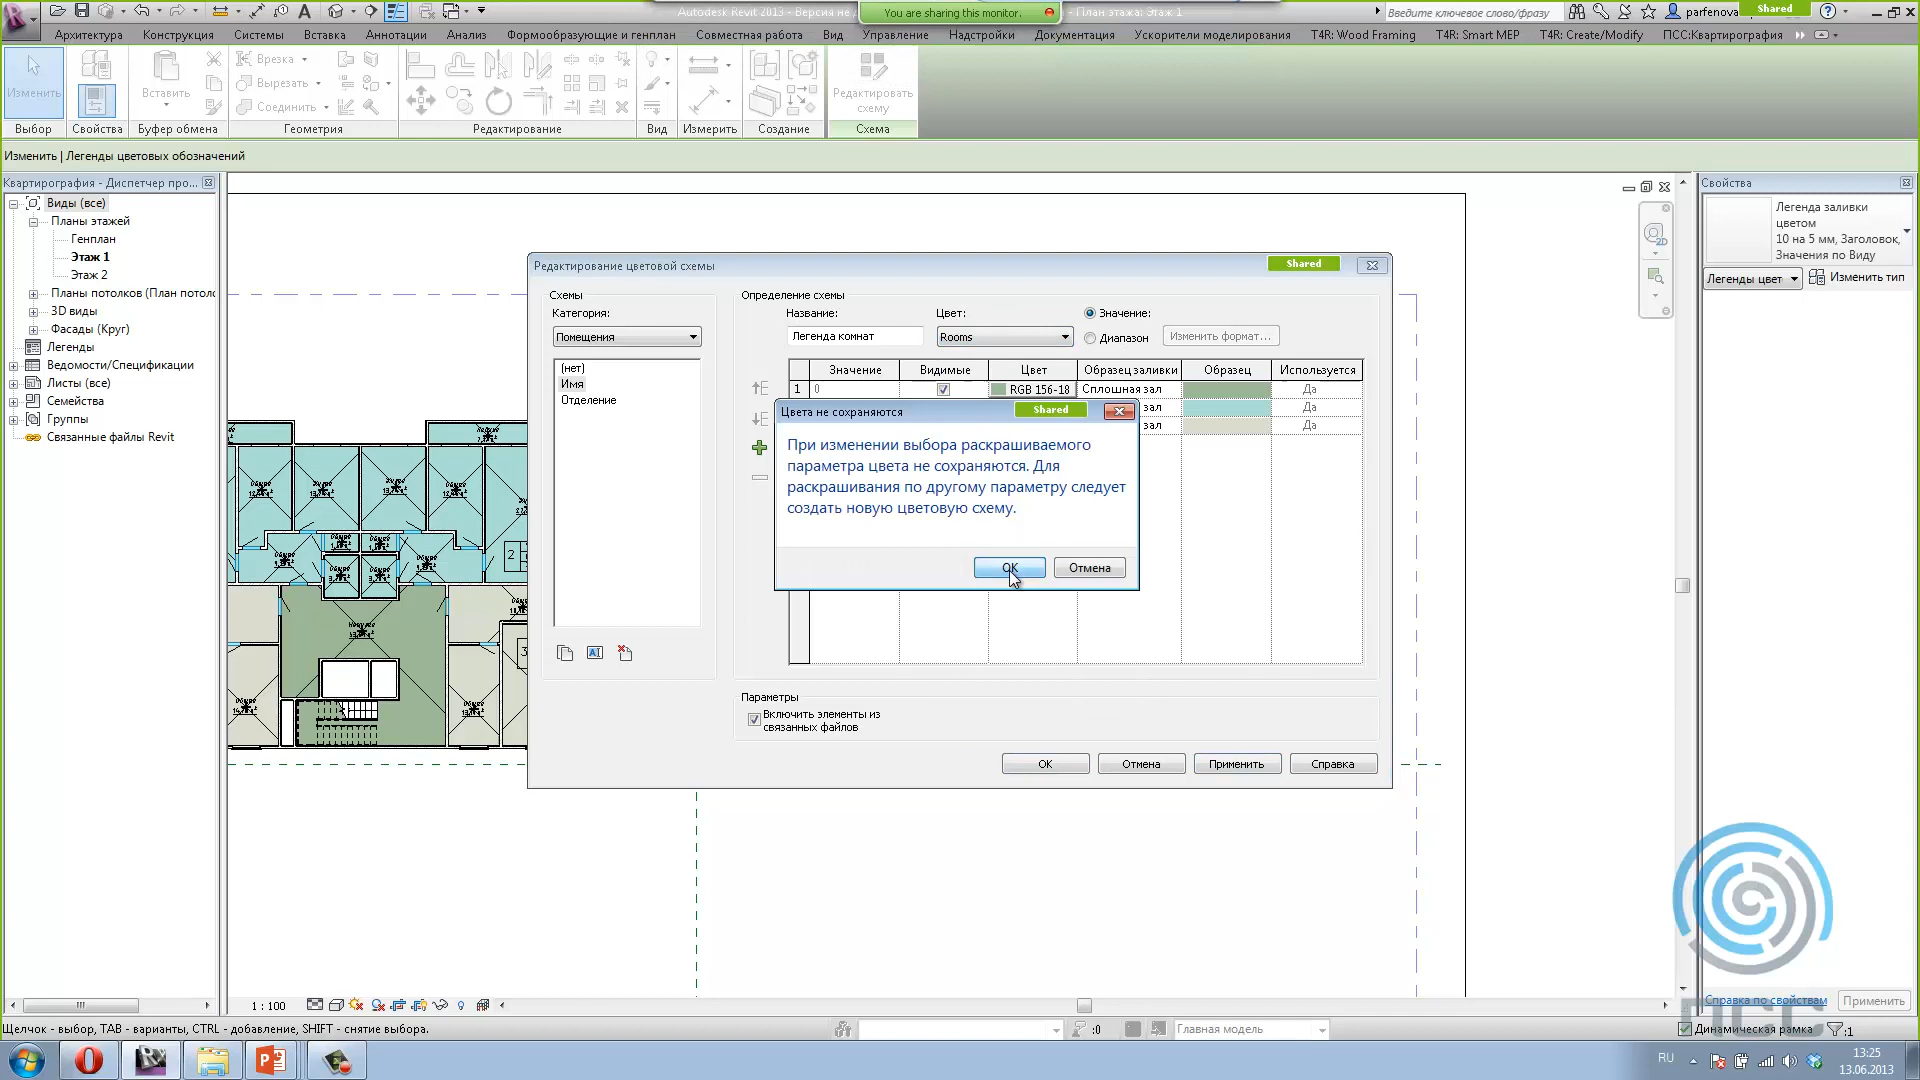 Autodesk Revit 2013 - Версия не д
You are sharing this monitor.
- План этажа: Этаж 1
Введите ключевое слово/фразу
parfenova
Shared
Архитектура Конструкция Системы Вставка Аннотации Анализ Формообразующие и генплан Совместная работа Вид Управление Надстройки Документация Ускорители моделирования T4R: Wood Framing T4R: Smart MEP T4R: Create/Modify ПСС:Картирография
Изменить
Вставить
Врезка
Вырезать
Соединить
Редактировать
схему
Выбор Свойства Буфер обмена Геометрия Редактирование Вид Измерить Создание Схема
Изменить | Легенды цветовых обозначений
Квартирография - Диспетчер про...
Виды (все)
Планы этажей
Генплан
Этаж 1
Этаж 2
Планы потолков (План потол
3D виды
Фасады (Круг)
Легенды
Ведомости/Спецификации
Листы (все)
Семейства
Группы
Связанные файлы Revit
Редактирование цветовой схемы
Shared
Схемы
Категория:
Помещения
(нет)
Имя
Отделение
Определение схемы
Название:
Легенда комнат
Цвет:
Rooms
Значение:
Диапазон
Изменить формат...
Значение Видимые Цвет Образец заливки Образец Используется
1 0 RGB 156-18 Сплошная зал Да
зал Да
зал Да
Цвета не сохраняются
Shared
При изменении выбора раскрашиваемого
параметра цвета не сохраняются. Для
раскрашивания по другому параметру следует
создать новую цветовую схему.
OK
Отмена
Параметры
Включить элементы из
связанных файлов
OK
Отмена
Применить
Справка
2
3
Свойства
Легенда заливки
цветом
10 на 5 мм, Заголовок,
Значения по Виду
Легенды цвет
Изменить тип
Справка по свойствам
Применить
ПСС
1 : 100
Щелчок - выбор, TAB - варианты, CTRL - добавление, SHIFT - снятие выбора.
:0
Главная модель
Динамическая рамка
:1
RU
13:25
13.06.2013